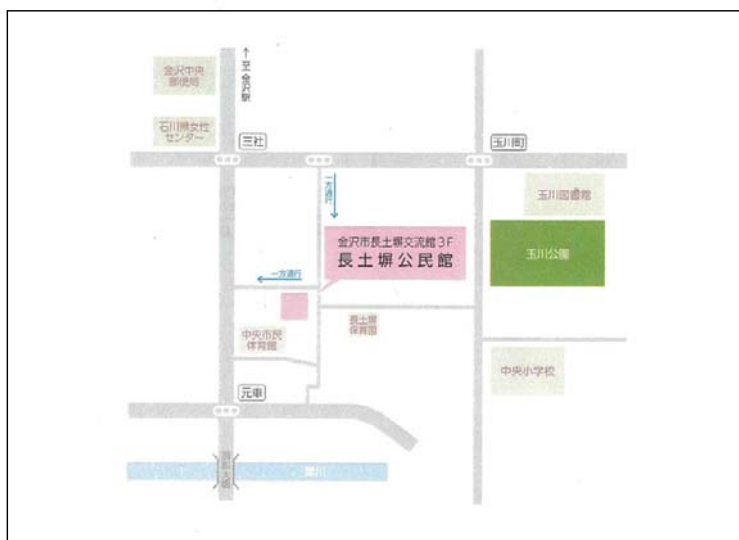 ↑至 金沢駅
金沢中央
郵便局
石川県女性
センター
三社
玉川町
一方通行
玉川図書館
金沢市長土塀交流館3F
長土塀公民館
玉川公園
一方通行
長土塀
保育園
中央市民
体育館
中央小学校
元車
犀川